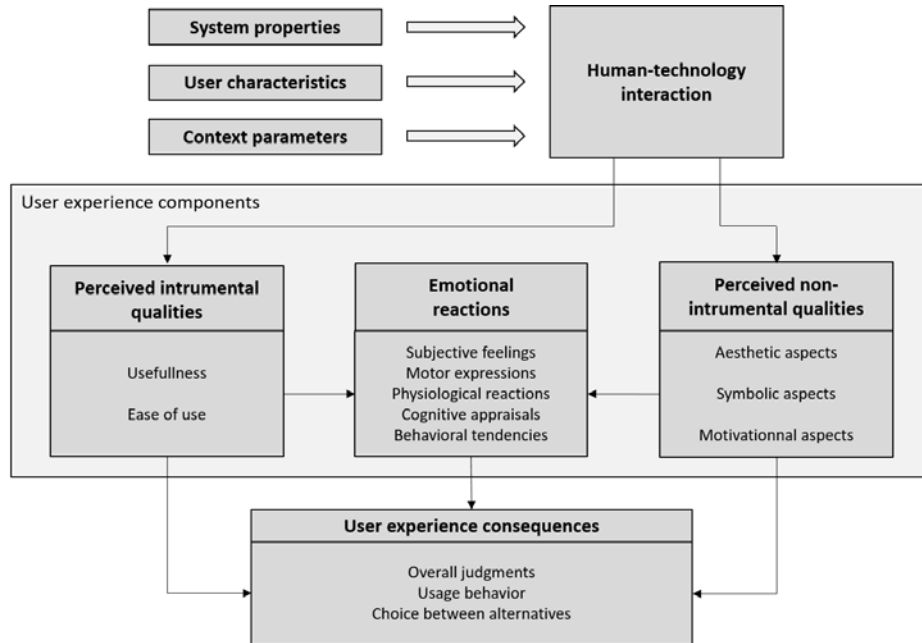 System properties
User characteristics
Context parameters
Human-technology
interaction
User experience components
Perceived intrumental
qualities
Usefullness
Ease of use
Emotional
reactions
Subjective feelings
Motor expressions
Physiological reactions
Cognitive appraisals
Behavioral tendencies
Perceived non-
intrumental qualities
Aesthetic aspects
Symbolic aspects
Motivationnal aspects
User experience consequences
Overall judgments
Usage behavior
Choice between alternatives